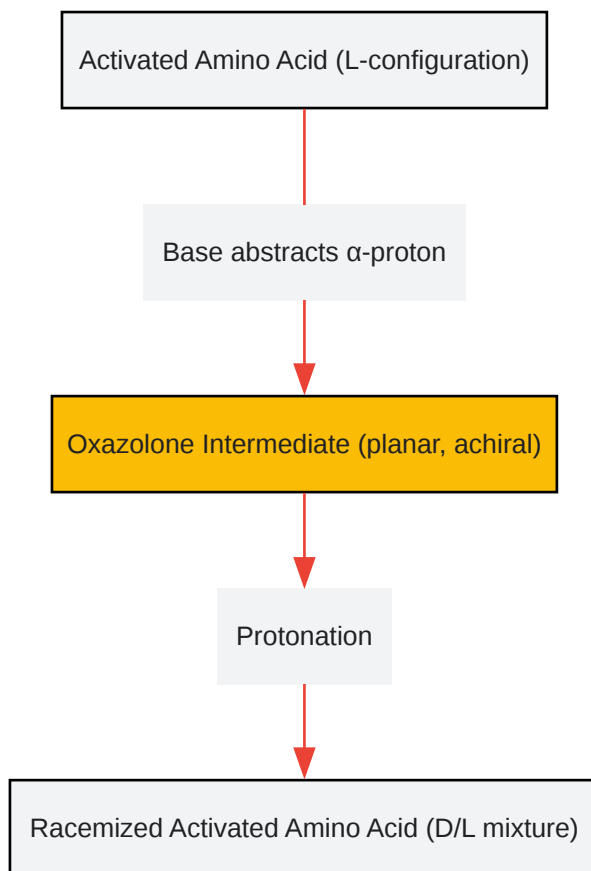 Activated Amino Acid (L-configuration)
Base abstracts α-proton
Oxazolone Intermediate (planar, achiral)
Protonation
Racemized Activated Amino Acid (D/L mixture)